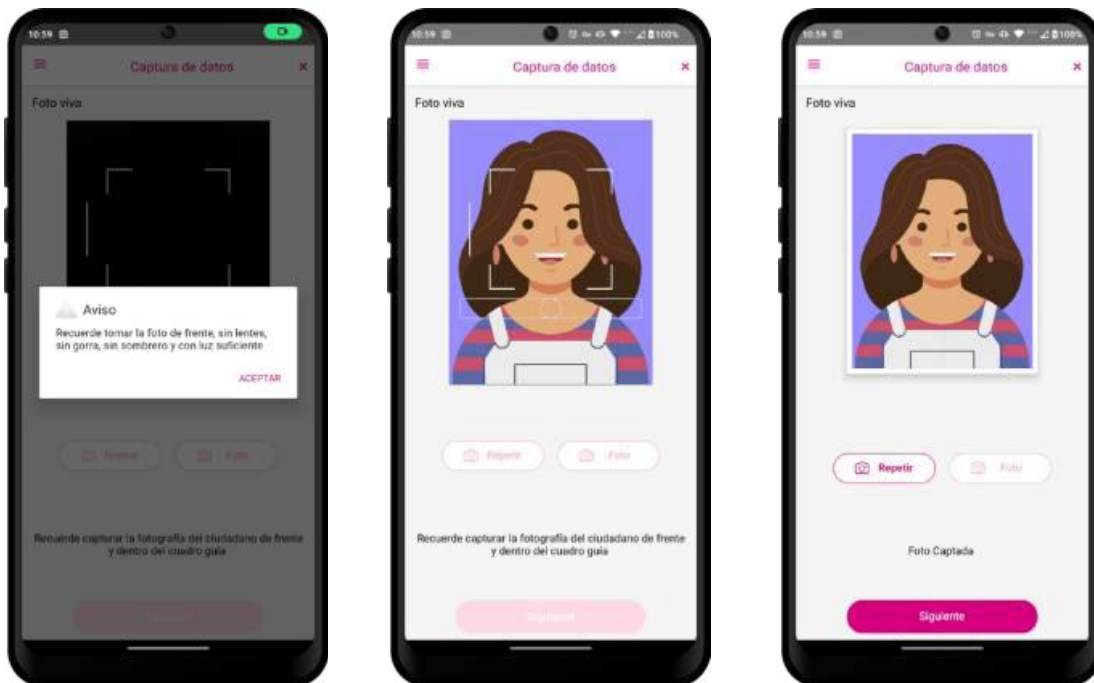 10:59
Captura de datos ×
Foto viva
Aviso
Recuerde tomar la foto de frente, sin lentes,
sin gorra, sin sombrero y con luz suficiente
ACEPTAR
Repetir
Foto
Recuerde capturar la fotografía del ciudadano de frente
y dentro del cuadro guía
Siguiente
10:59 100%
Captura de datos ×
Foto viva
Repetir
Foto
Recuerde capturar la fotografía del ciudadano de frente
y dentro del cuadro guía
Siguiente
10:59 100%
Captura de datos ×
Foto viva
Repetir
Foto
Foto Captada
Siguiente